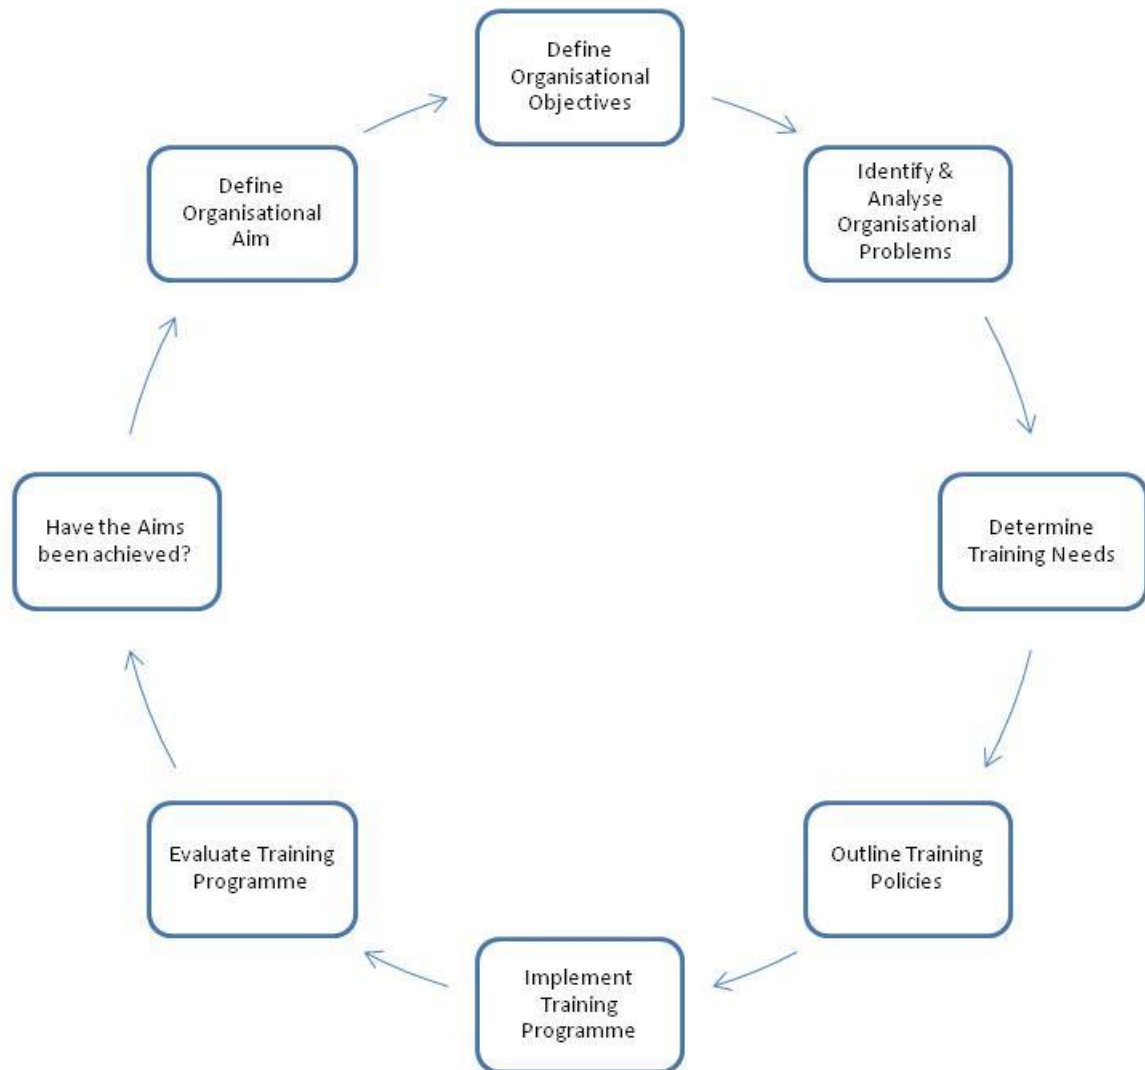 Define
Organisational
Objectives
Identify &
Analyse
Organisational
Problems
Determine
Training Needs
Outline Training
Policies
Implement
Training
Programme
Evaluate Training
Programme
Have the Aims
been achieved?
Define
Organisational
Aim